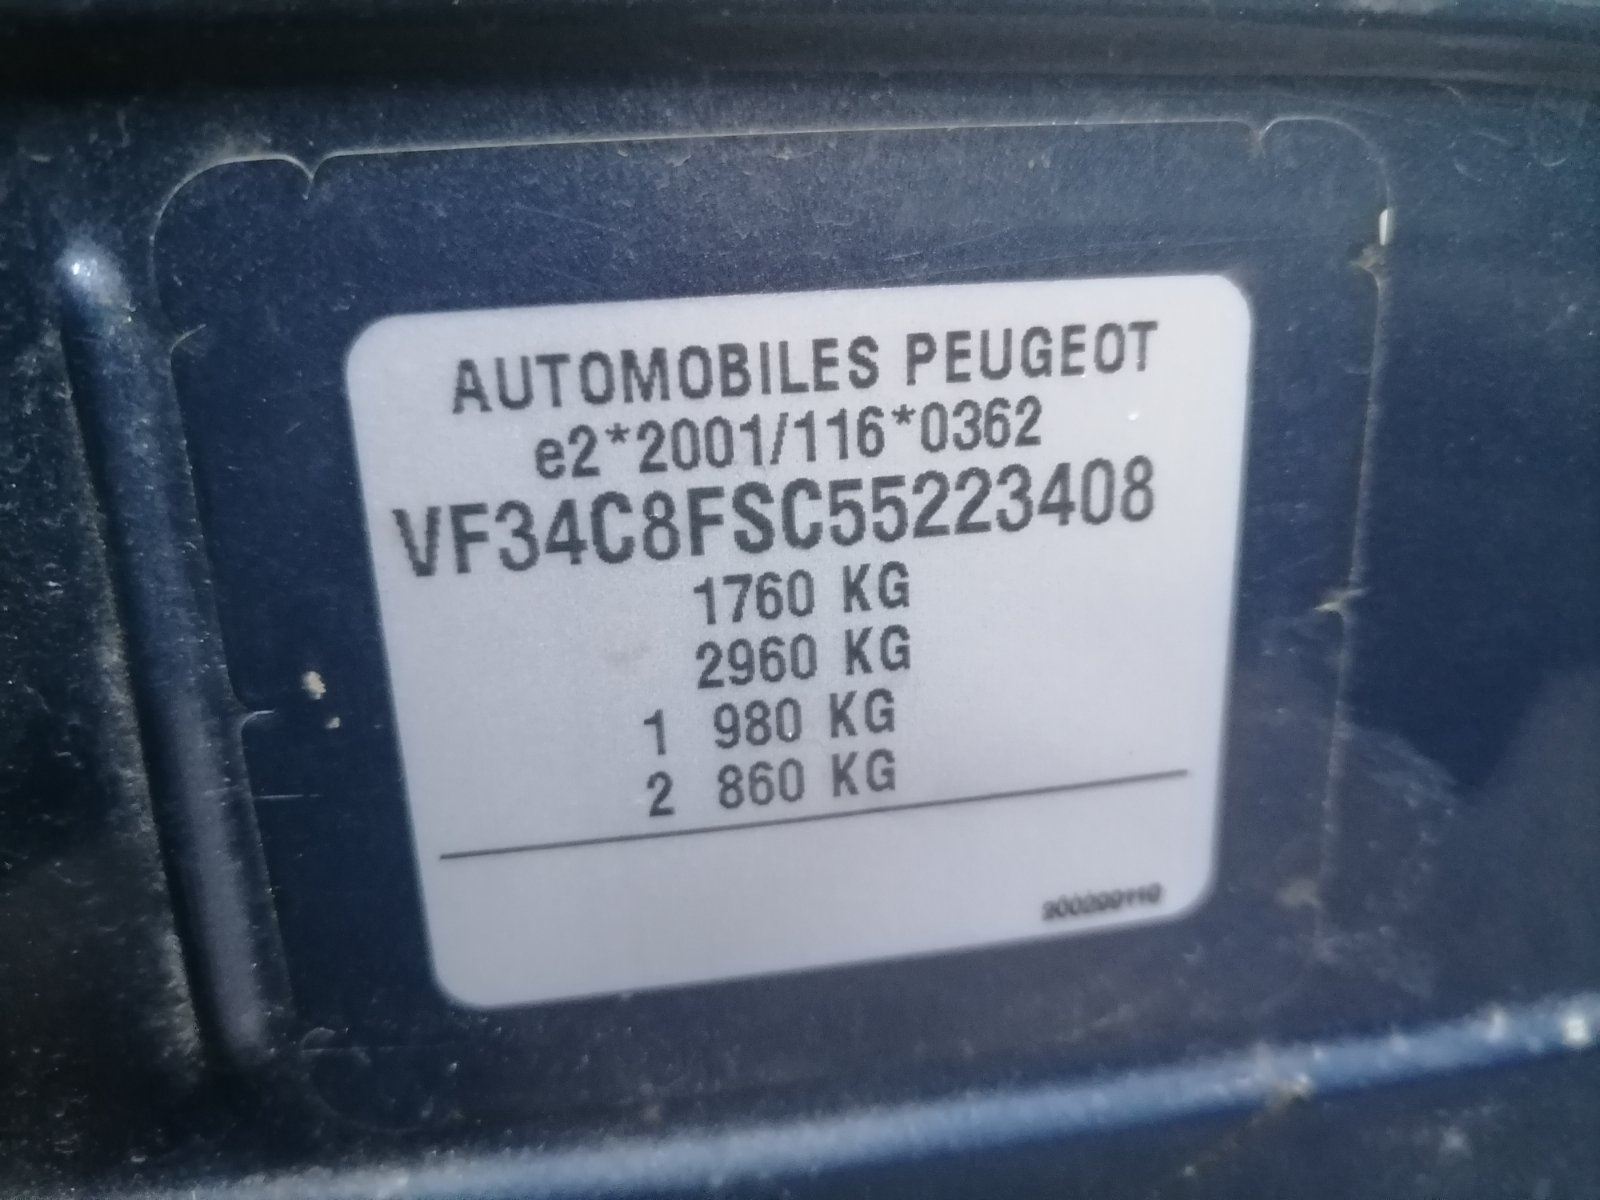 AUTOMOBILES PEUGEOT
e2*2001/116*0362
VF34C8FSC55223408
1760 KG
2960 KG
1 980 KG
2 860 KG